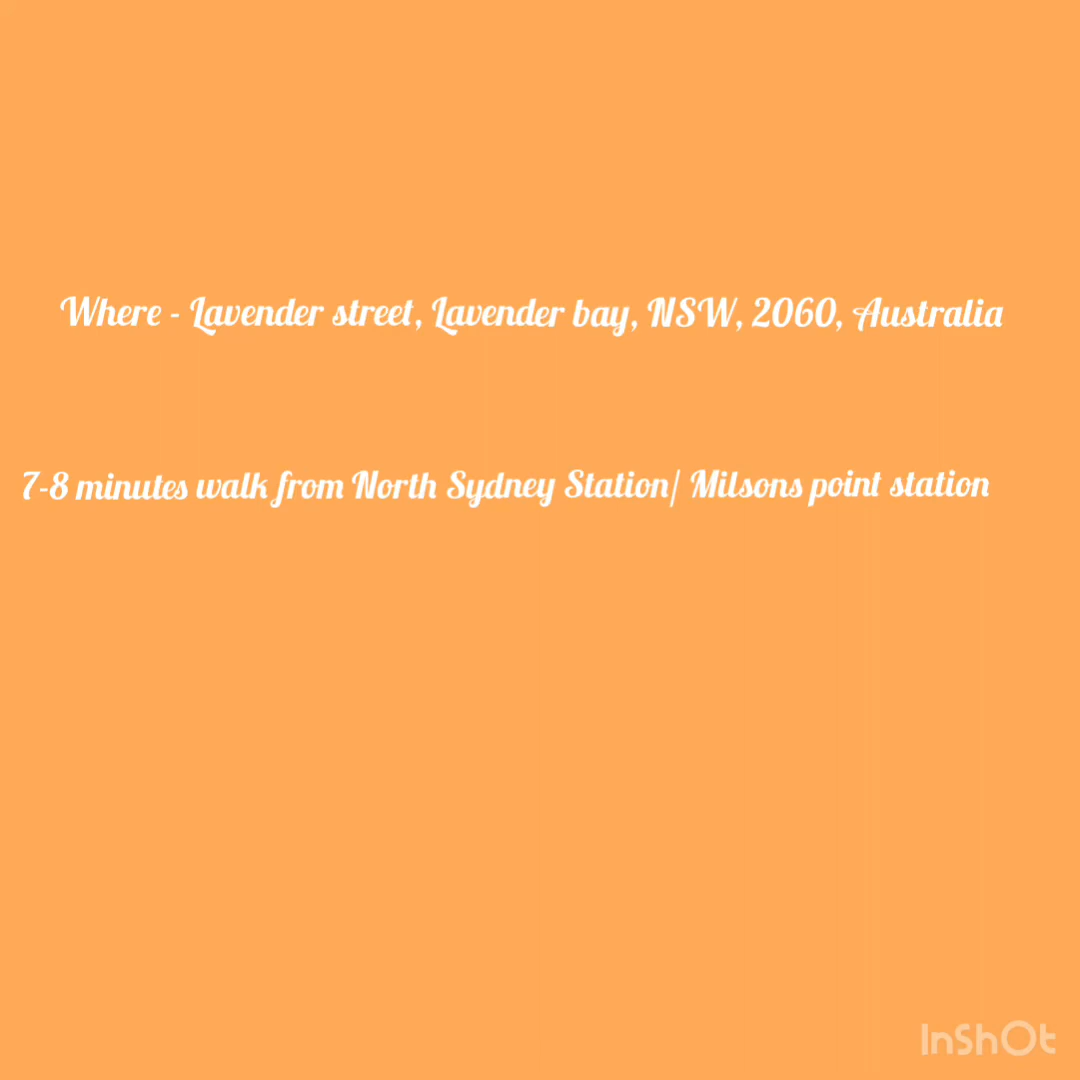 Where - Lavender street, Lavender bay, NSW, 2060, Australia
7-8 minutes walk from North Sydney Station/ Milsons point station
InShOt